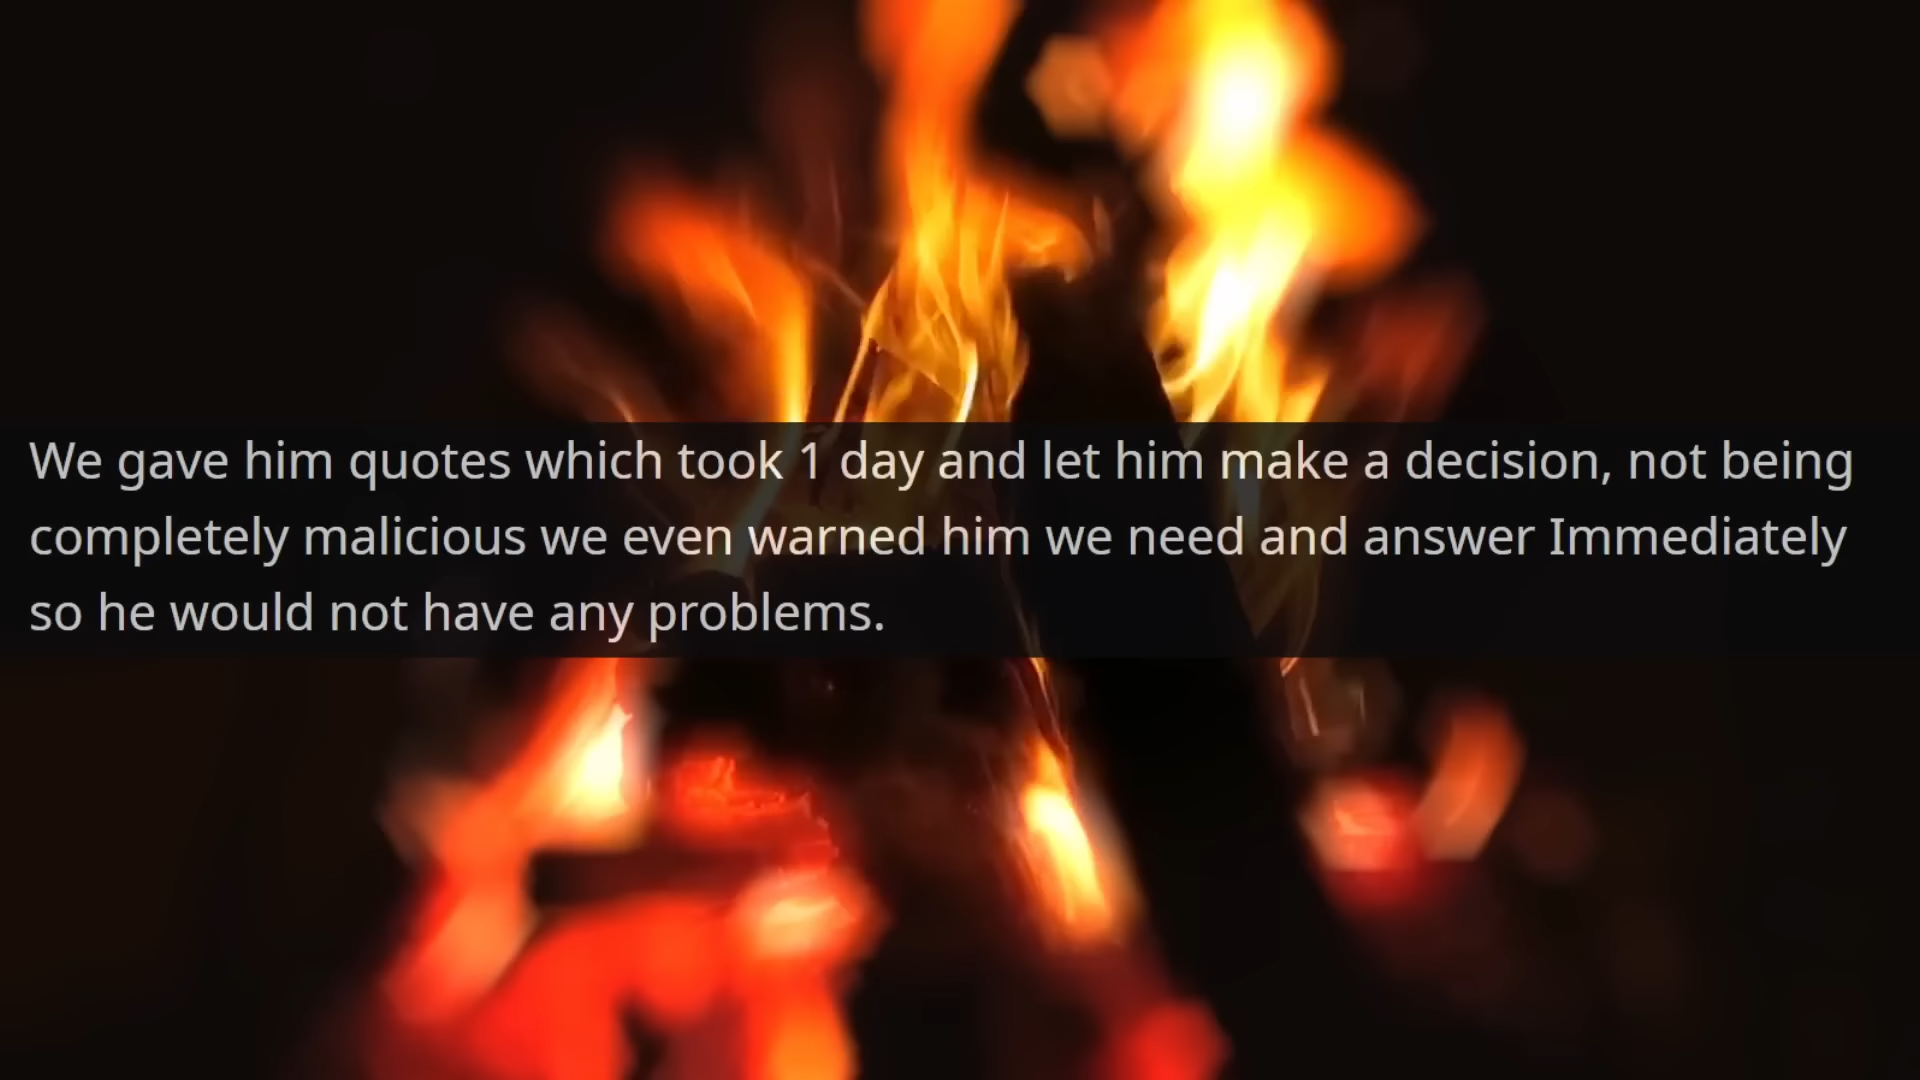 We gave him quotes which took 1 day and let him make a decision, not being
completely malicious we even warned him we need and answer Immediately
so he would not have any problems.